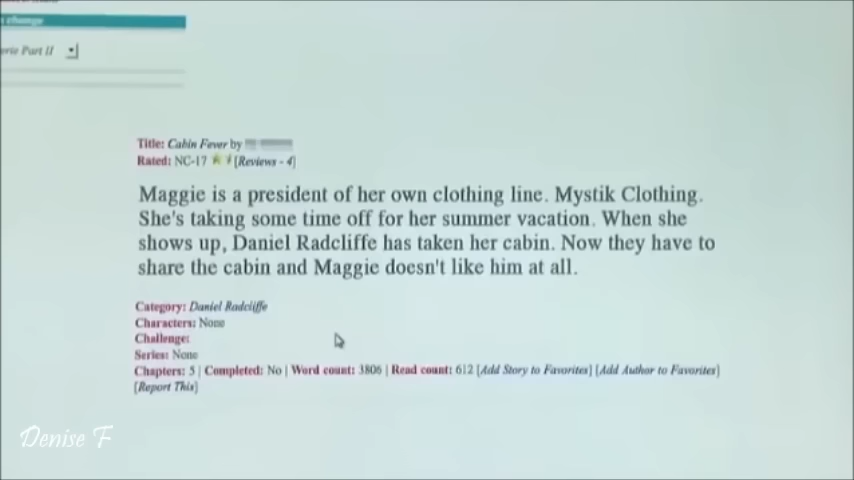 change
erie Part II
Title: Cabin Fever by
Rated: NC-17 [Reviews - 4]
Maggie is a president of her own clothing line. Mystik Clothing.
She's taking some time off for her summer vacation. When she
shows up, Daniel Radcliffe has taken her cabin. Now they have to
share the cabin and Maggie doesn't like him at all.
Category: Daniel Radcliffe
Characters: None
Challenge:
Series: None
Chapters: 5 | Completed: No | Word count: 3806 | Read count: 612 [Add Story to Favorites] [Add Author to Favorites]
[Report This]
Denise F